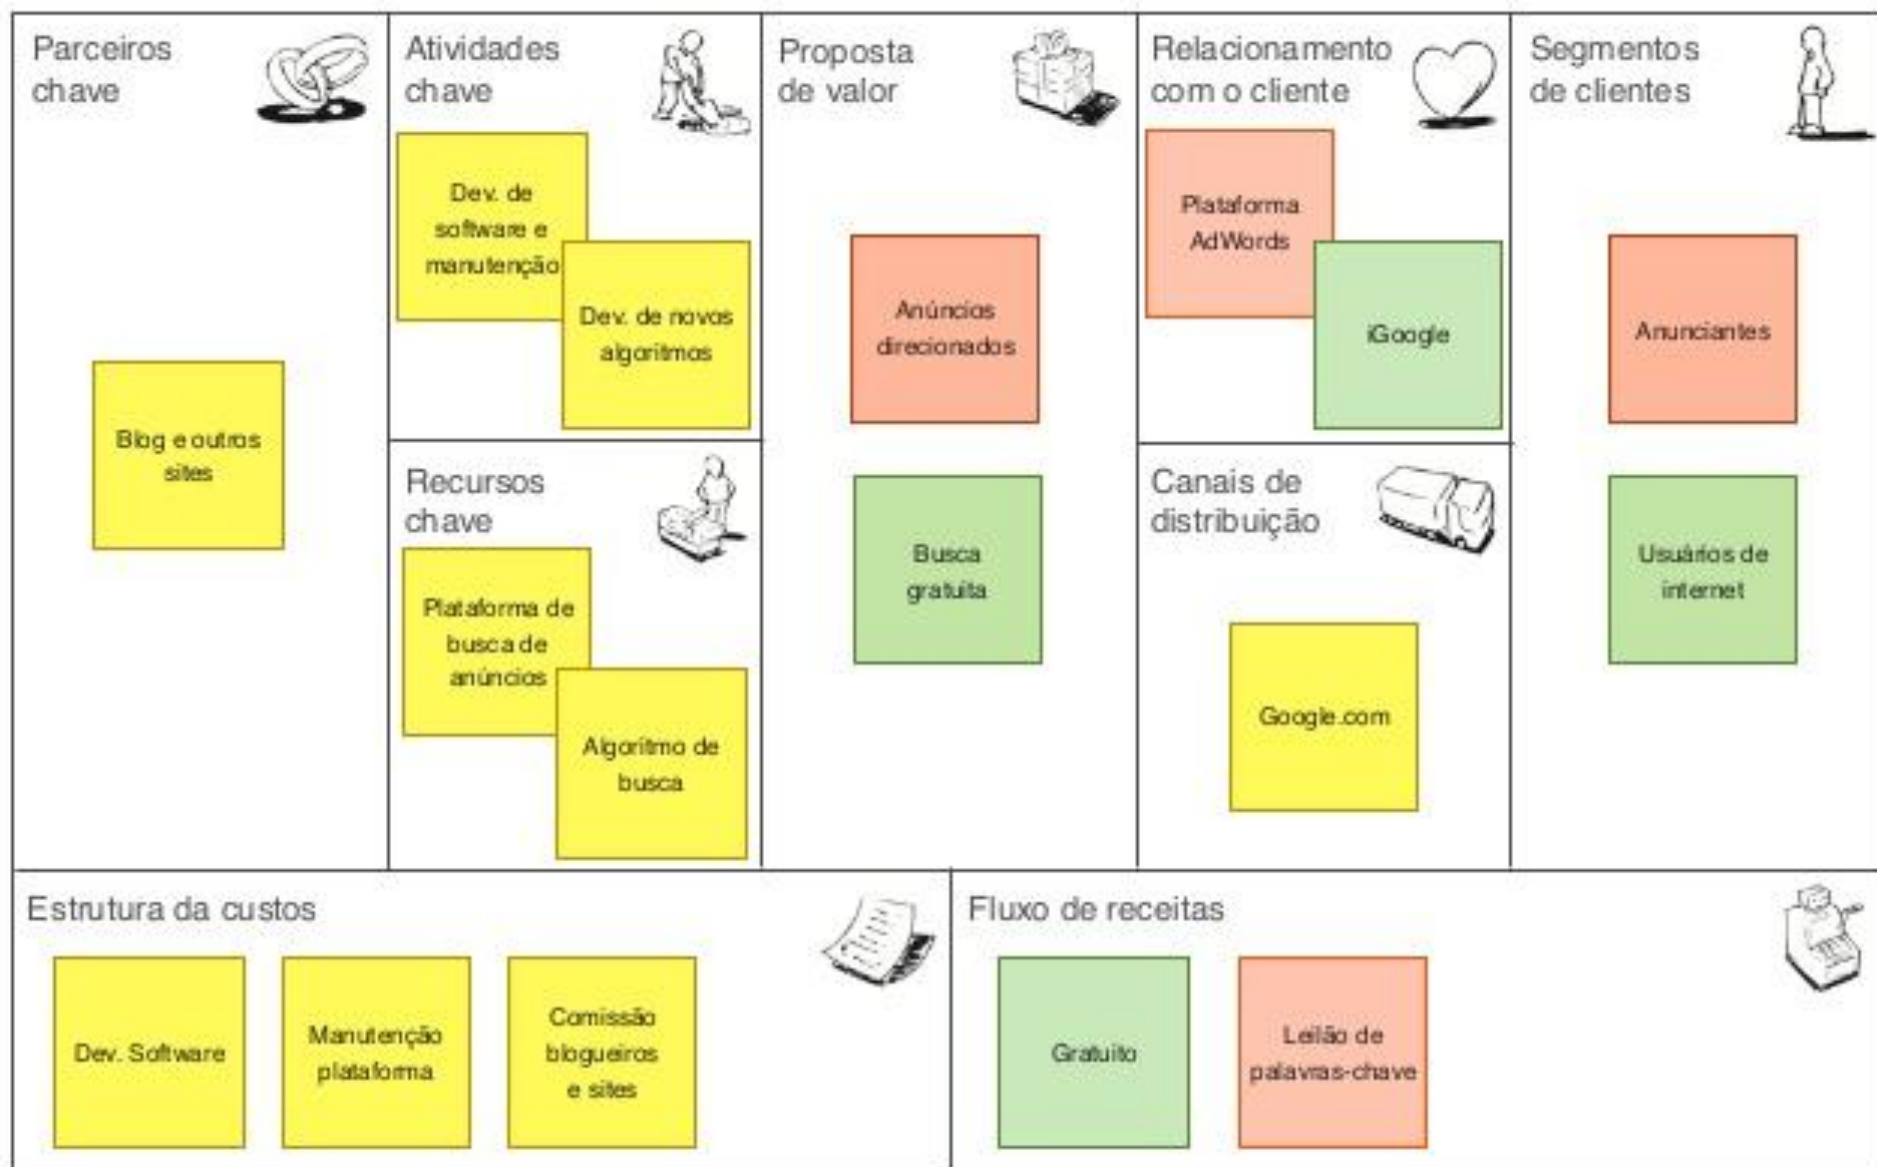 Parceiros
chave
Blog e outros
sites
Atividades
chave
Dev. de
software e
manutenção
Dev. de novos
algoritmos
Recursos
chave
Plataforma de
busca de
anúncios
Algoritmo de
busca
Proposta
de valor
Anúncios
direcionados
Busca
gratuita
Relacionamento
com o cliente
Plataforma
AdWords
iGoogle
Canais de
distribuição
Google.com
Segmentos
de clientes
Anunciantes
Usuários de
internet
Estrutura da custos
Dev. Software
Manutenção
plataforma
Comissão
blogueiros
e sites
Fluxo de receitas
Gratuito
Leilão de
palavras-chave